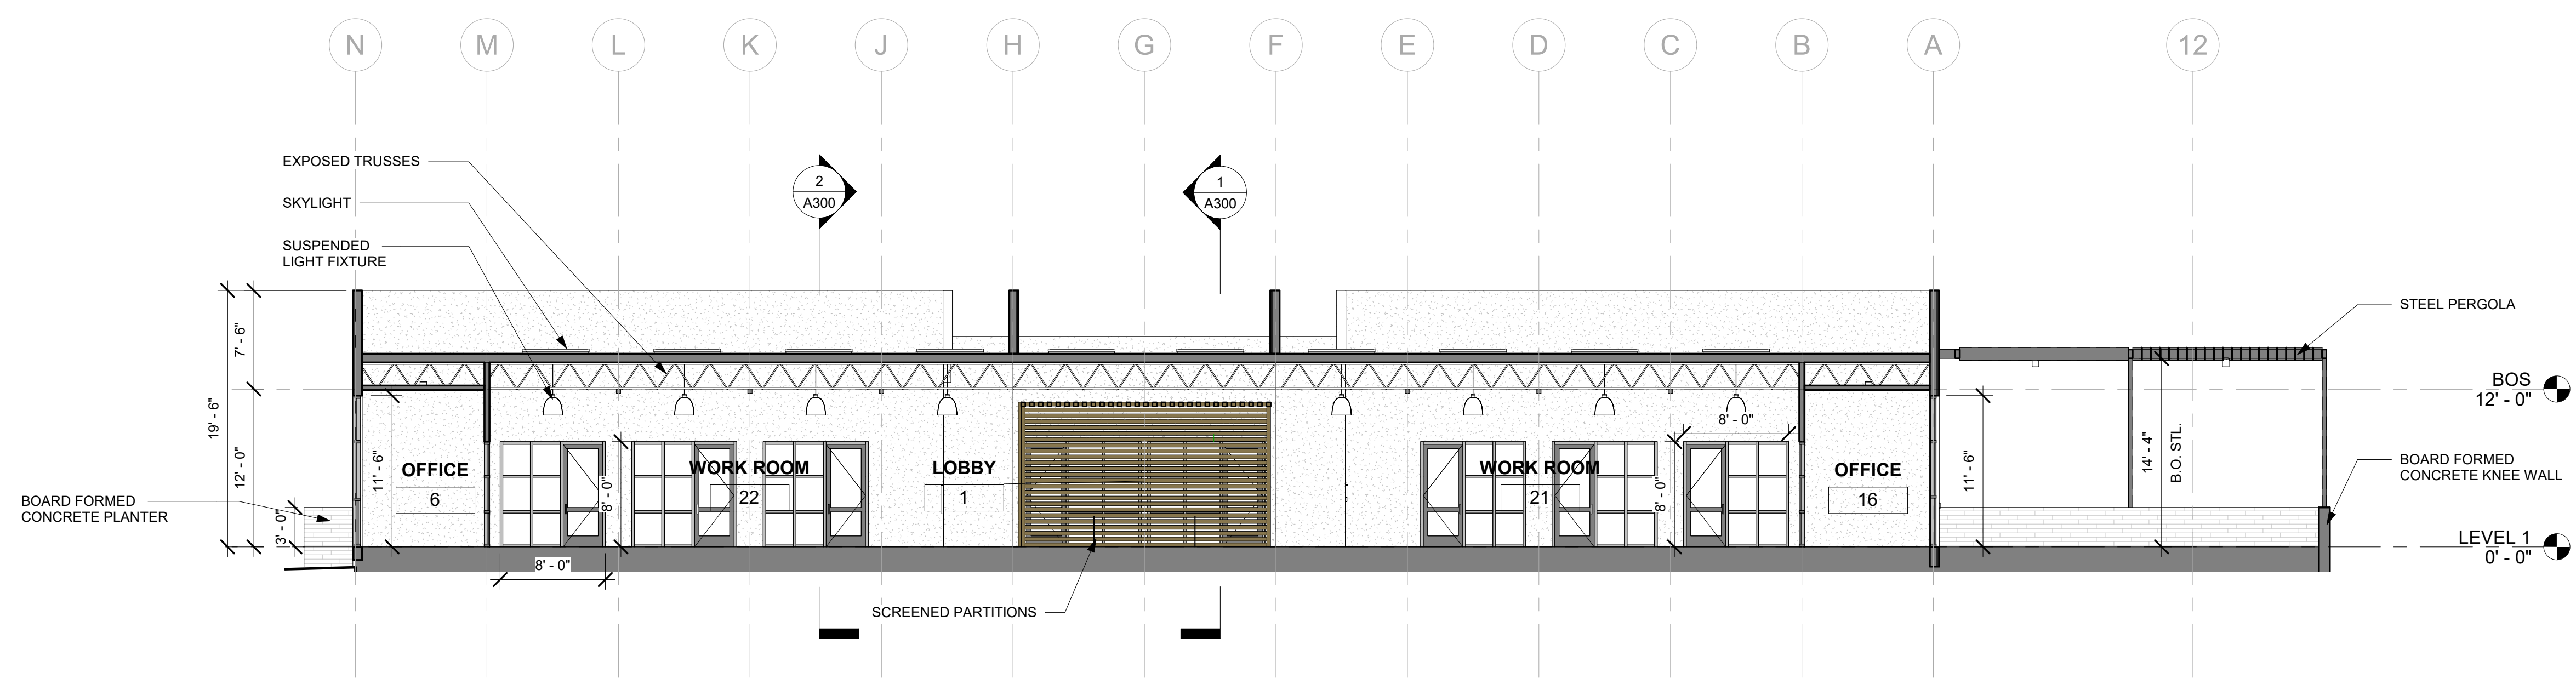 N M L K J H G F E D C B A 12
EXPOSED TRUSSES
SKYLIGHT
SUSPENDED
LIGHT FIXTURE
2
A300
1
A300
STEEL PERGOLA
7' - 6"
19' - 6"
12' - 0"
BOS
12' - 0"
8' - 0"
11' - 6"
OFFICE
6
WORK ROOM
22
8' - 0"
LOBBY
1
WORK ROOM
21
8' - 0"
OFFICE
16
11' - 6"
14' - 4"
B.O. STL.
BOARD FORMED
CONCRETE KNEE WALL
BOARD FORMED
CONCRETE PLANTER
3' - 0"
LEVEL 1
0' - 0"
8' - 0"
SCREENED PARTITIONS